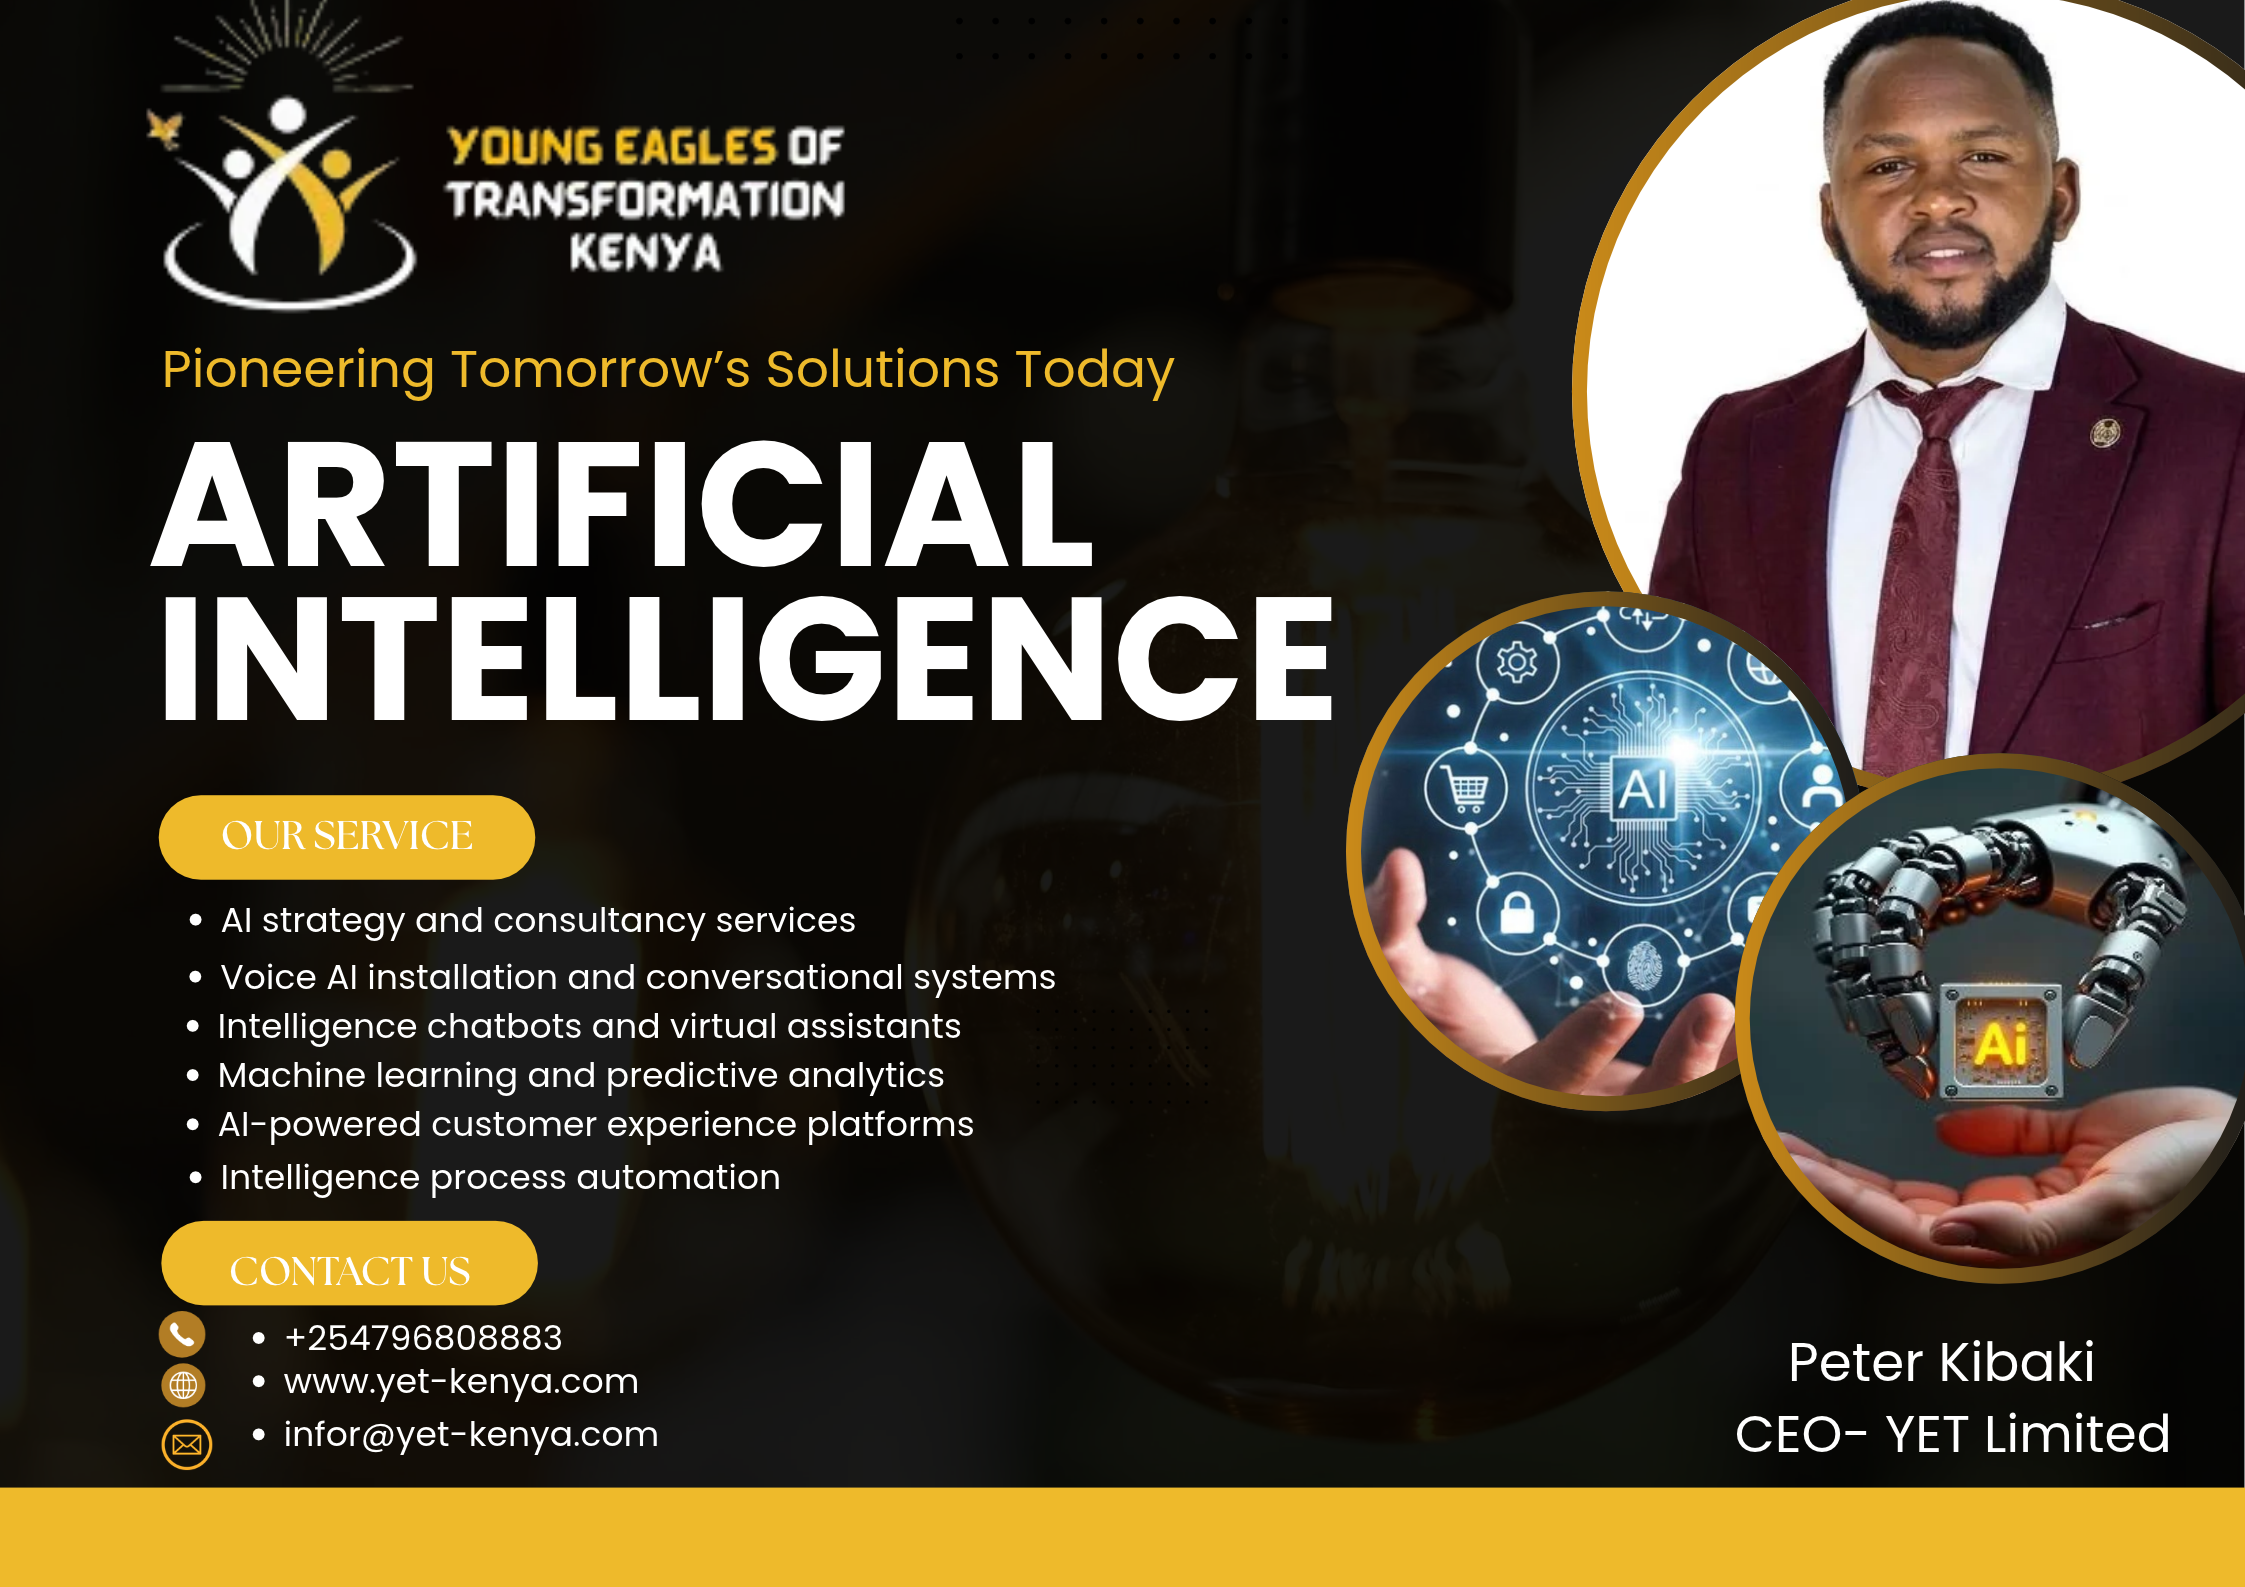 YOUNG EAGLES OF
TRANSFORMATION
KENYA
Pioneering Tomorrow’s Solutions Today
ARTIFICIAL
INTELLIGENCE
OUR SERVICE
• AI strategy and consultancy services
• Voice AI installation and conversational systems
• Intelligence chatbots and virtual assistants
• Machine learning and predictive analytics
• AI-powered customer experience platforms
• Intelligence process automation
CONTACT US
• +254796808883
• www.yet-kenya.com
• infor@yet-kenya.com
AI
Ai
Peter Kibaki
CEO- YET Limited